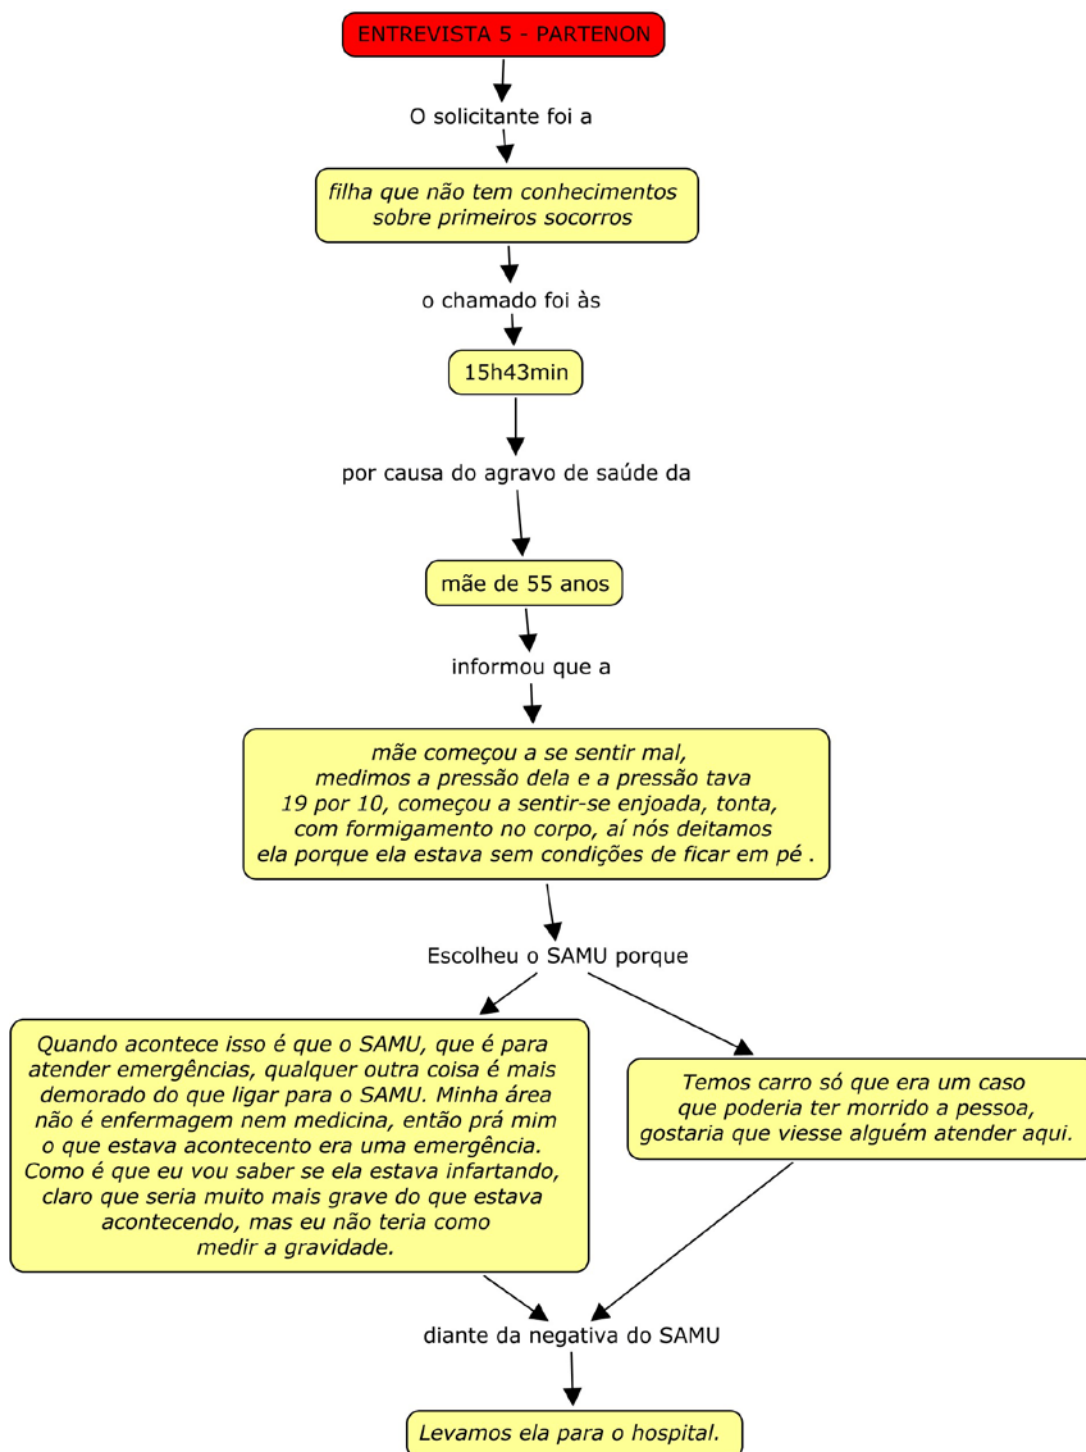 ENTREVISTA 5 - PARTENON
O solicitante foi a
filha que não tem conhecimentos
sobre primeiros socorros
o chamado foi às
15h43min
por causa do agravo de saúde da
mãe de 55 anos
informou que a
mãe começou a se sentir mal,
medimos a pressão dela e a pressão tava
19 por 10, começou a sentir-se enjoada, tonta,
com formigamento no corpo, aí nós deitamos
ela porque ela estava sem condições de ficar em pé .
Escolheu o SAMU porque
Quando acontece isso é que o SAMU, que é para
atender emergências, qualquer outra coisa é mais
demorado do que ligar para o SAMU. Minha área
não é enfermagem nem medicina, então prá mim
o que estava acontecento era uma emergência.
Como é que eu vou saber se ela estava infartando,
claro que seria muito mais grave do que estava
acontecendo, mas eu não teria como
medir a gravidade.
Temos carro só que era um caso
que poderia ter morrido a pessoa,
gostaria que viesse alguém atender aqui.
diante da negativa do SAMU
Levamos ela para o hospital.